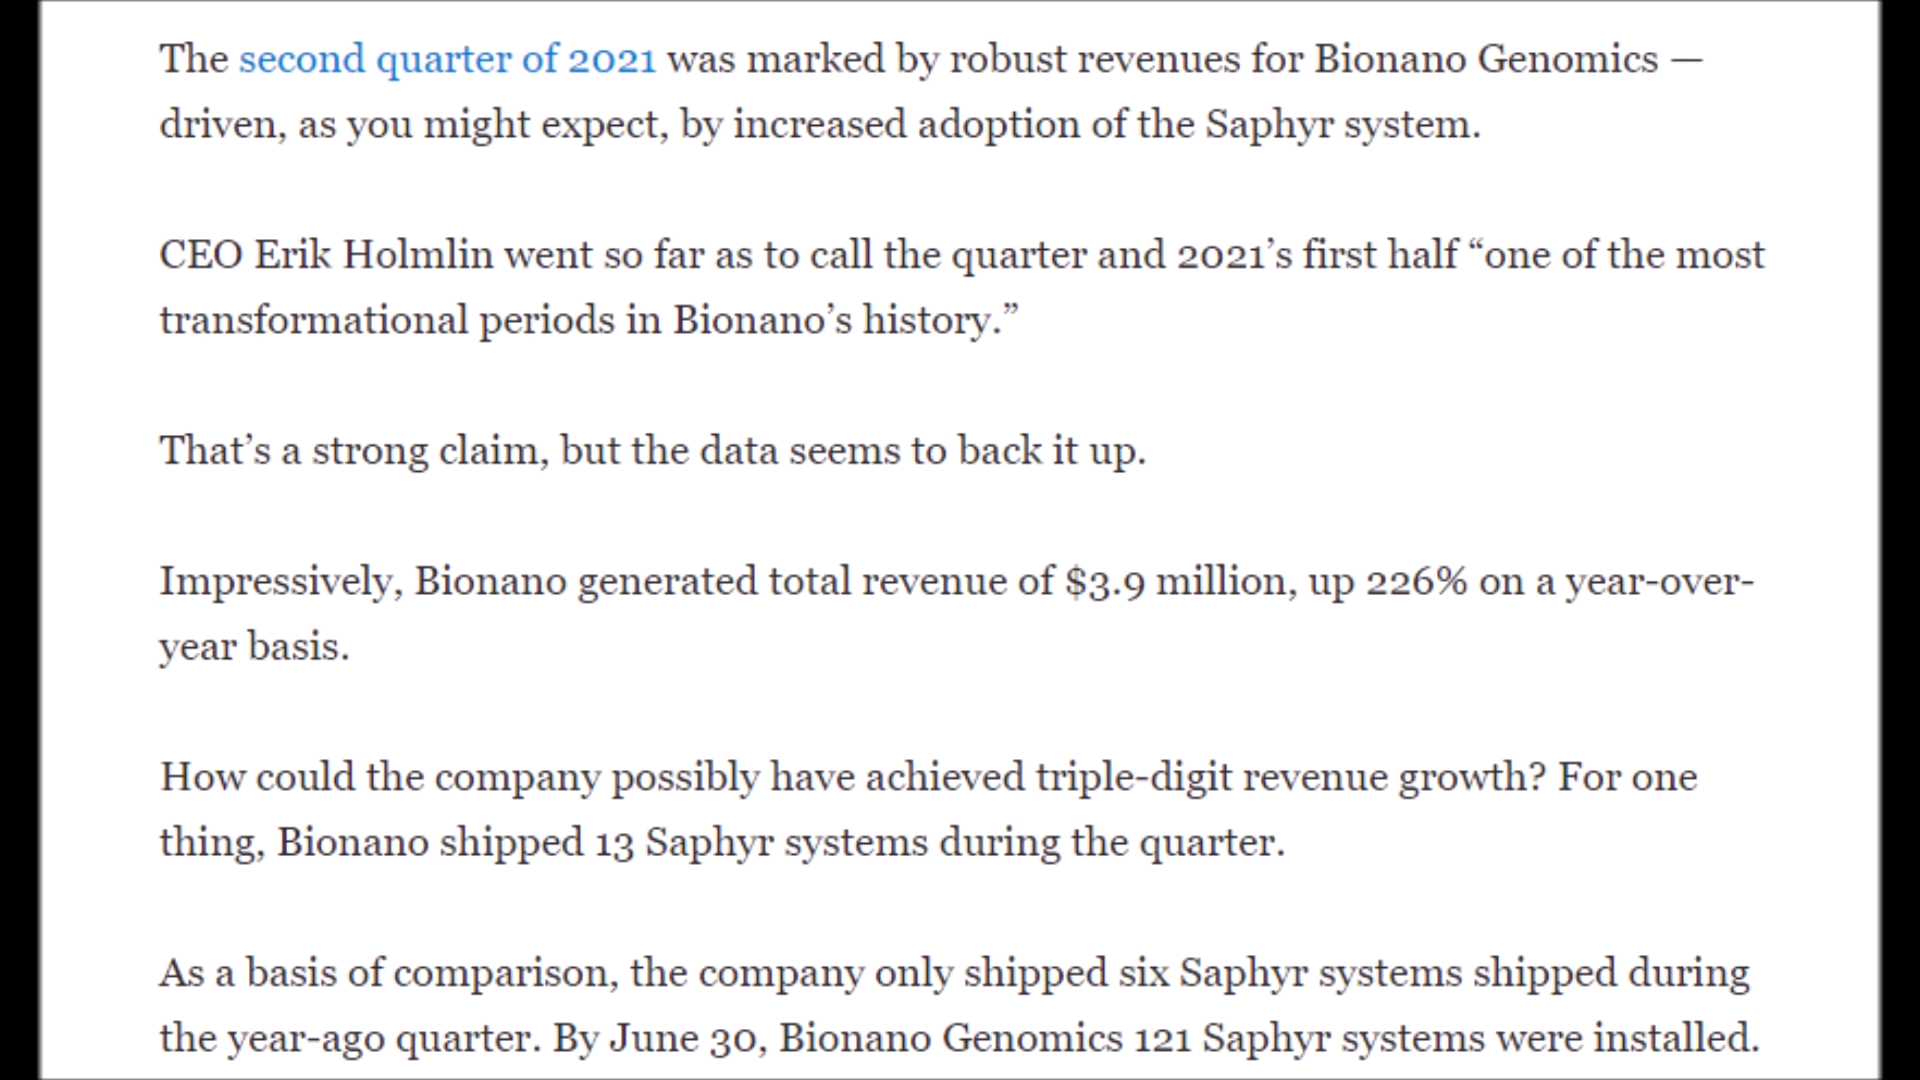 The second quarter of 2021 was marked by robust revenues for Bionano Genomics —
driven, as you might expect, by increased adoption of the Saphyr system.
CEO Erik Holmlin went so far as to call the quarter and 2021’s first half “one of the most
transformational periods in Bionano’s history.”
That’s a strong claim, but the data seems to back it up.
Impressively, Bionano generated total revenue of $3.9 million, up 226% on a year-over-
year basis.
How could the company possibly have achieved triple-digit revenue growth? For one
thing, Bionano shipped 13 Saphyr systems during the quarter.
As a basis of comparison, the company only shipped six Saphyr systems shipped during
the year-ago quarter. By June 30, Bionano Genomics 121 Saphyr systems were installed.